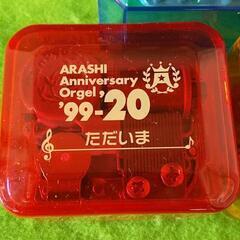 ARASHI
Anniversary
Orgel
'99-20
ただいま